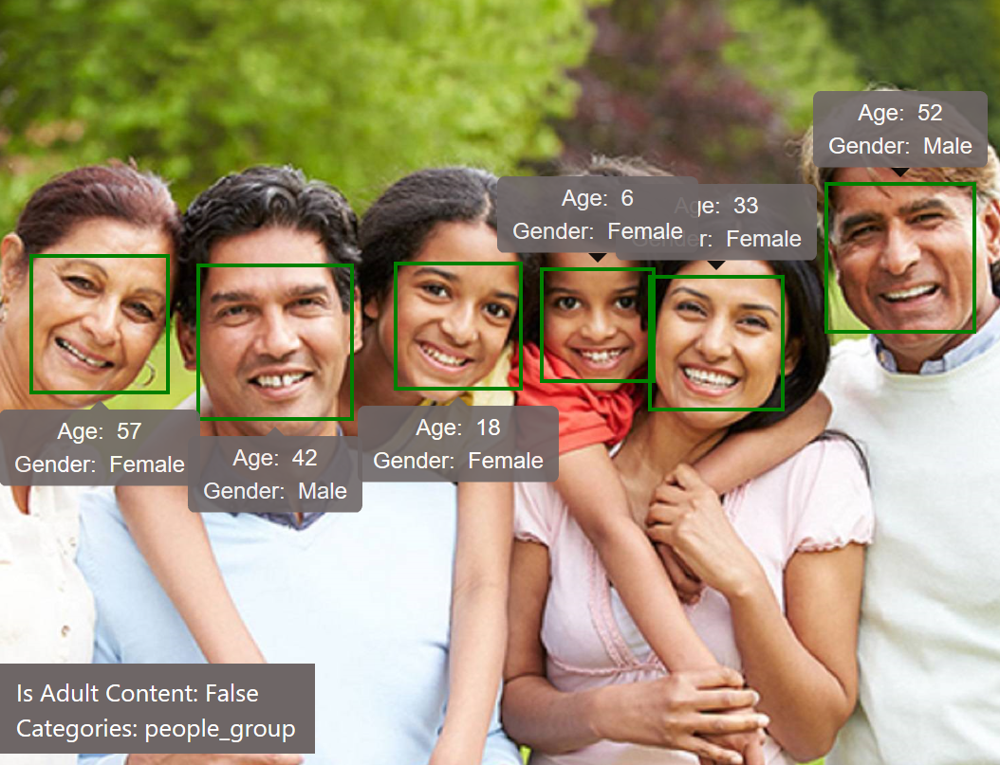 Age: 52
Gender: Male
Age: 6
Gender: Female
Age: 33
Gender: Female
Age: 57
Gender: Female
Age: 42
Gender: Male
Age: 18
Gender: Female
Is Adult Content: False
Categories: people_group